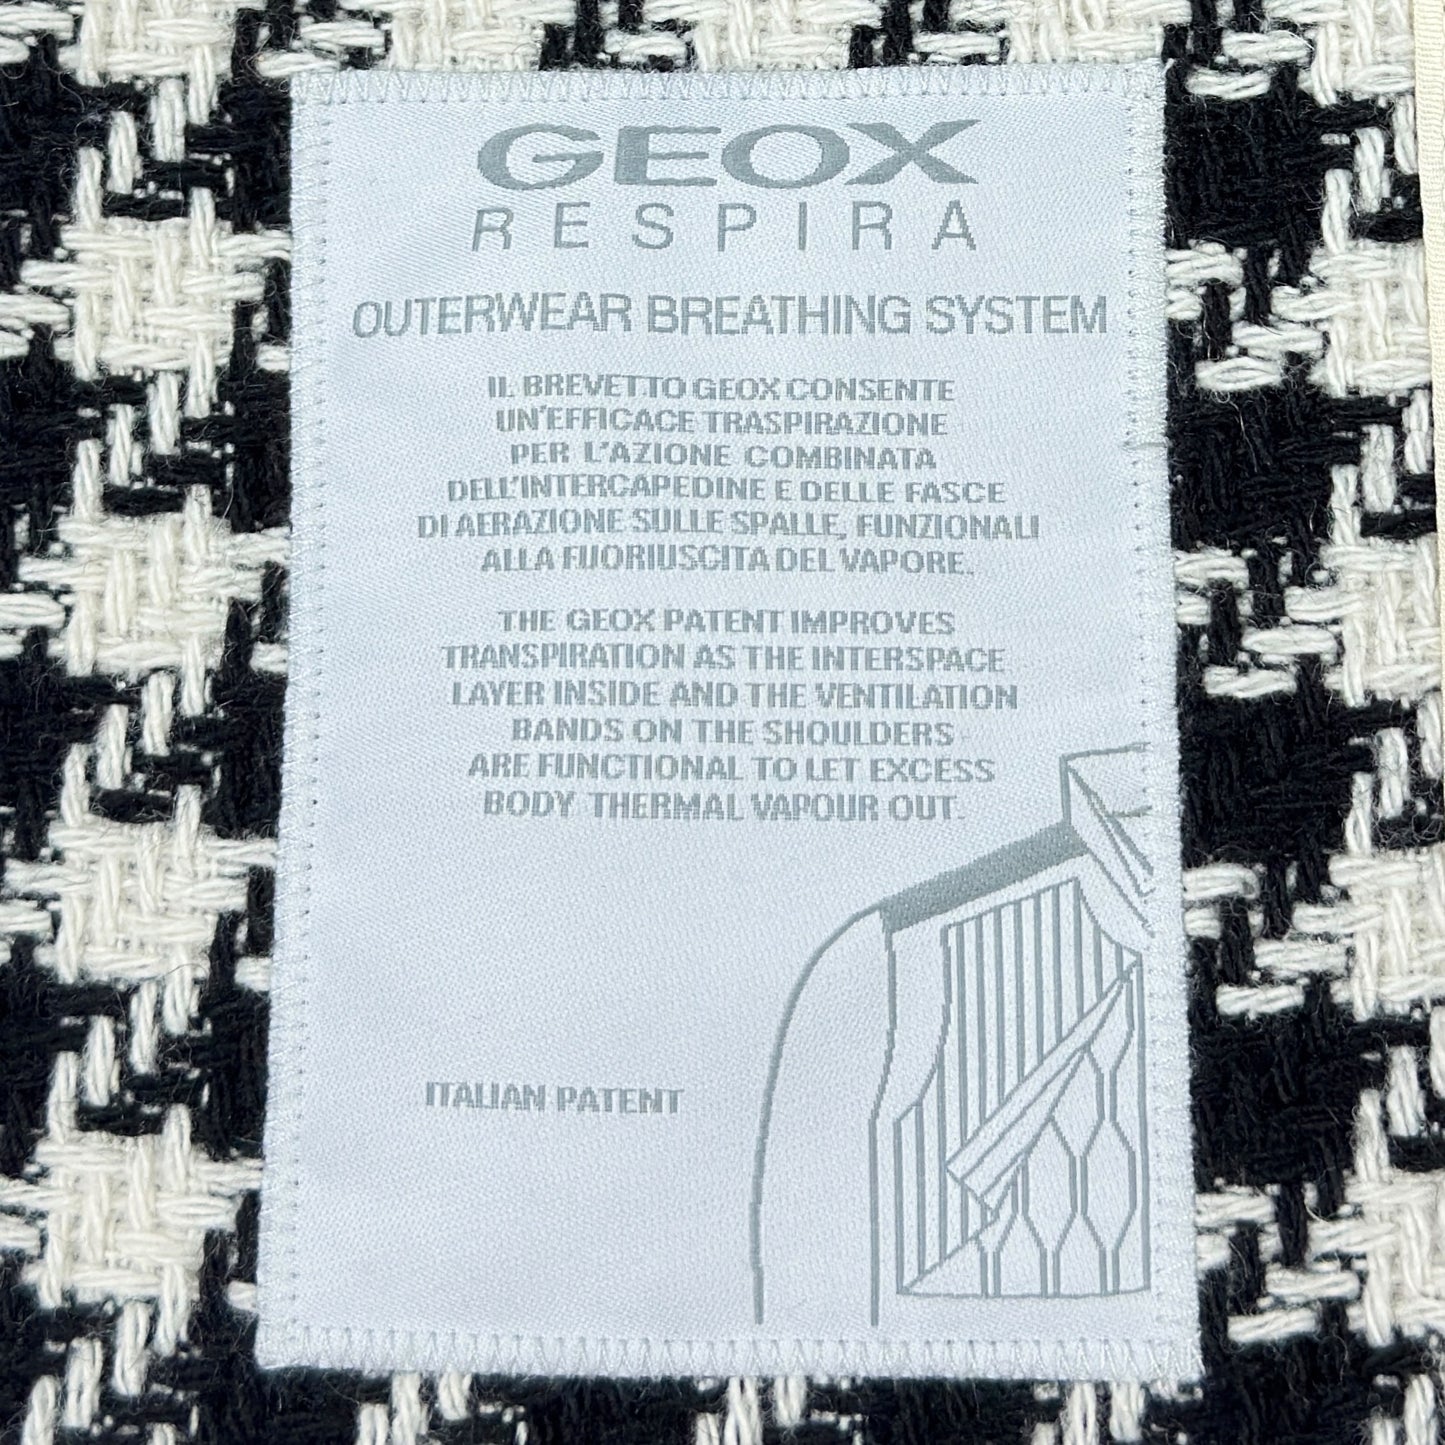 GEOX
RESPIRA
OUTERWEAR BREATHING SYSTEM
IL BREVETTO GEOX CONSENTE
UN'EFFICACE TRASPIRAZIONE
PER L'AZIONE COMBINATA
DELL'INTERCAPEDINE E DELLE FASCE
DI AERAZIONE SULLE SPALLE, FUNZIONALI
ALLA FUORIUSCITA DEL VAPORE.
THE GEOX PATENT IMPROVES
TRANSPIRATION AS THE INTERSPACE
LAYER INSIDE AND THE VENTILATION
BANDS ON THE SHOULDERS
ARE FUNCTIONAL TO LET EXCESS
BODY THERMAL VAPOUR OUT.
ITALIAN PATENT